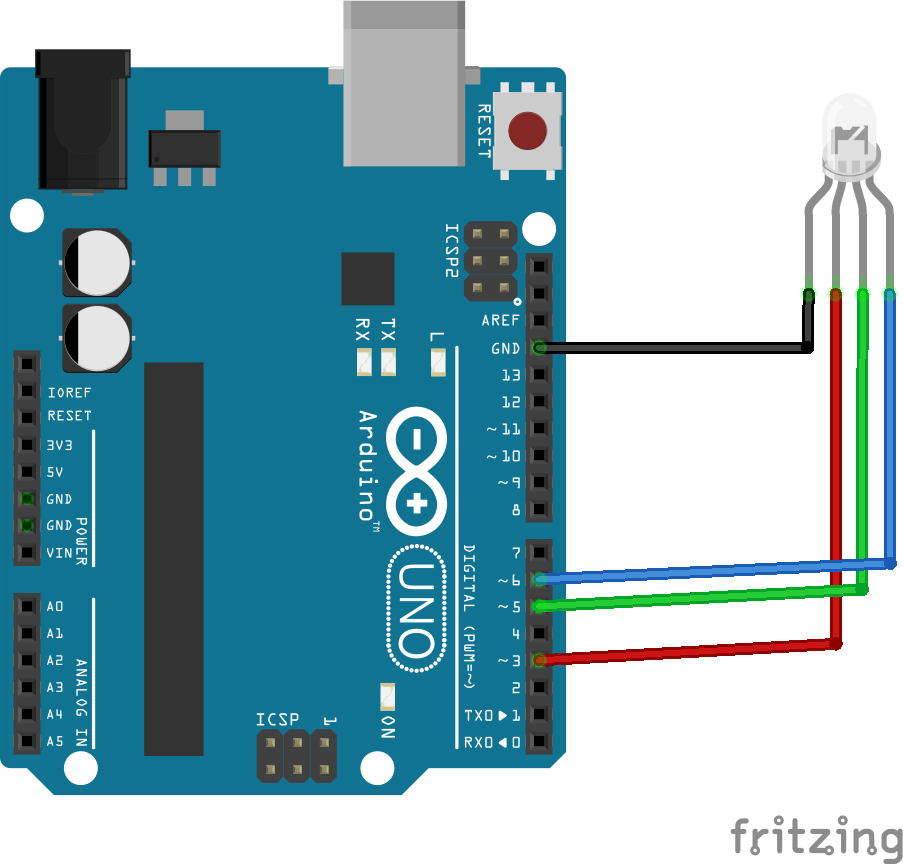 RESET
ICSP2
AREF
GND
13
12
~11
~10
~9
8
7
~6
~5
4
~3
2
TX0▶1
RX0◀0
DIGITAL (PWM=~)
RX
TX
L
Arduino™
UNO
ON
ICSP
1
IOREF
RESET
3V3
5V
GND
GND
VIN
POWER
A0
A1
A2
A3
A4
A5
ANALOG IN
fritzing